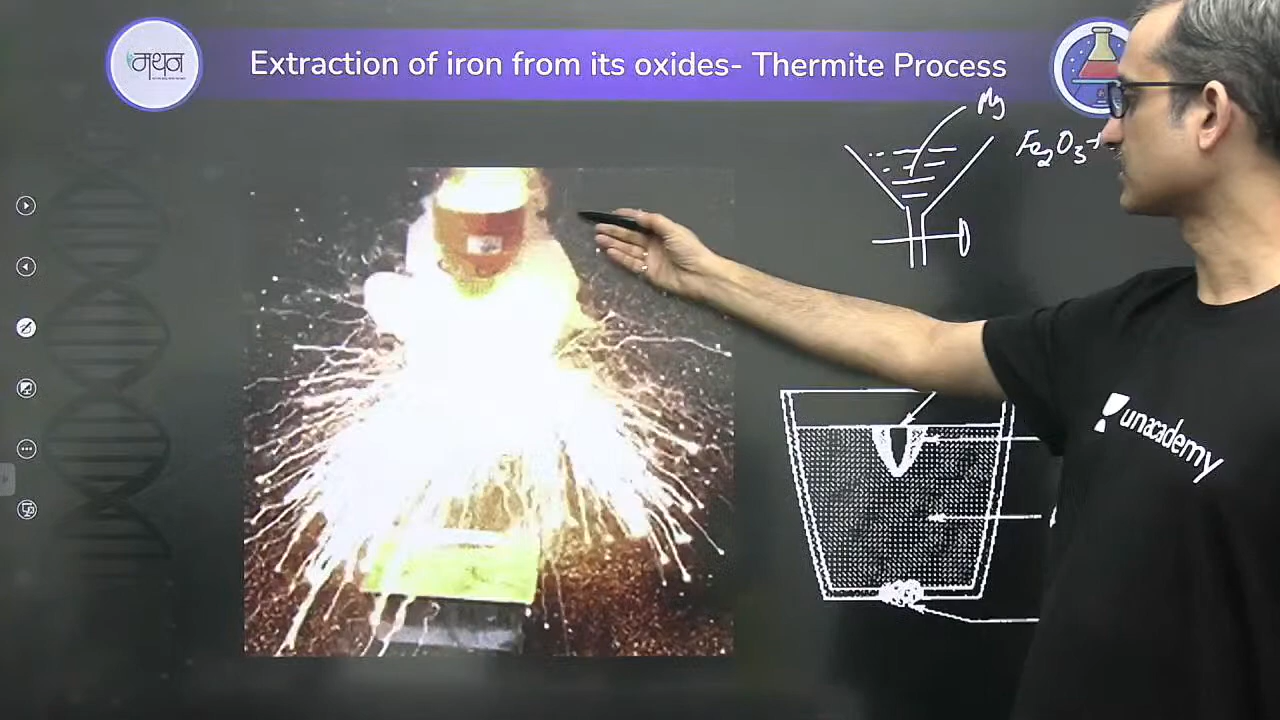 मथन
Extraction of iron from its oxides- Thermite Process
Mg
Fe₂O₃+
unacademy